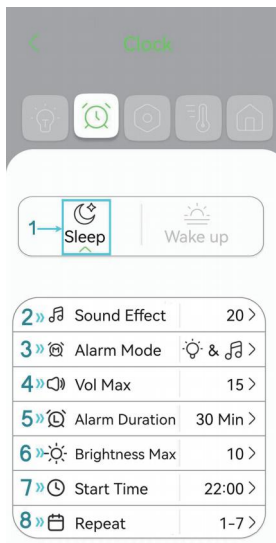 Clock
1
Sleep
Wake up
2» Sound Effect 20 >
3» Alarm Mode & >
4» Vol Max 15 >
5» Alarm Duration 30 Min >
6» Brightness Max 10 >
7» Start Time 22:00 >
8» Repeat 1-7 >